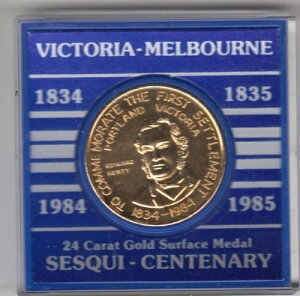 VICTORIA-MELBOURNE
1834 1835
TO COMMEMORATE THE FIRST SETTLEMENT
PORTLAND VICTORIA
EDWARD
HENTY
1834-1984
1984 1985
24 Carat Gold Surface Medal
SESQUI - CENTENARY